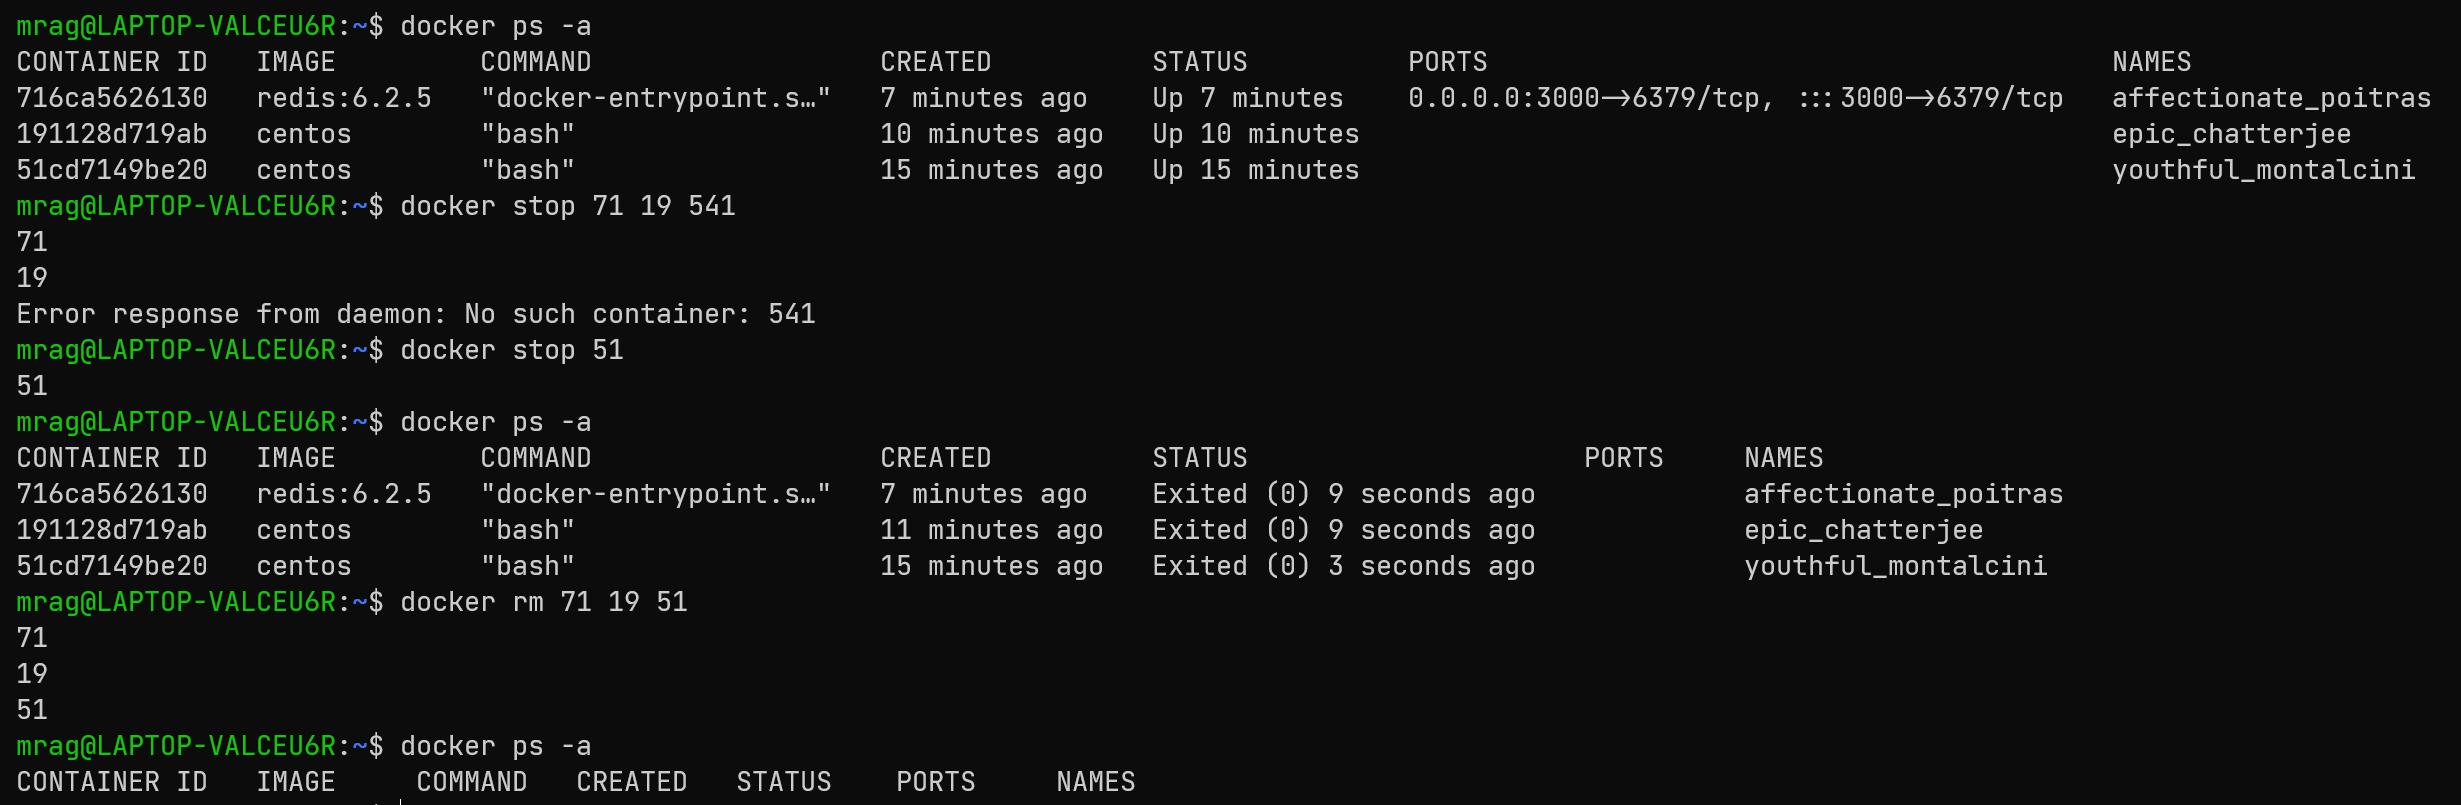 mrag@LAPTOP-VALCEU6R:~$ docker ps -a
CONTAINER ID   IMAGE         COMMAND                  CREATED          STATUS          PORTS                                       NAMES
716ca5626130   redis:6.2.5   "docker-entrypoint.s…"   7 minutes ago    Up 7 minutes    0.0.0.0:3000->6379/tcp, :::3000->6379/tcp   affectionate_poitras
191128d719ab   centos        "bash"                   10 minutes ago   Up 10 minutes                                               epic_chatterjee
51cd7149be20   centos        "bash"                   15 minutes ago   Up 15 minutes                                               youthful_montalcini
mrag@LAPTOP-VALCEU6R:~$ docker stop 71 19 541
71
19
Error response from daemon: No such container: 541
mrag@LAPTOP-VALCEU6R:~$ docker stop 51
51
mrag@LAPTOP-VALCEU6R:~$ docker ps -a
CONTAINER ID   IMAGE         COMMAND                  CREATED          STATUS                     PORTS     NAMES
716ca5626130   redis:6.2.5   "docker-entrypoint.s…"   7 minutes ago    Exited (0) 9 seconds ago             affectionate_poitras
191128d719ab   centos        "bash"                   11 minutes ago   Exited (0) 9 seconds ago             epic_chatterjee
51cd7149be20   centos        "bash"                   15 minutes ago   Exited (0) 3 seconds ago             youthful_montalcini
mrag@LAPTOP-VALCEU6R:~$ docker rm 71 19 51
71
19
51
mrag@LAPTOP-VALCEU6R:~$ docker ps -a
CONTAINER ID   IMAGE     COMMAND   CREATED   STATUS    PORTS     NAMES